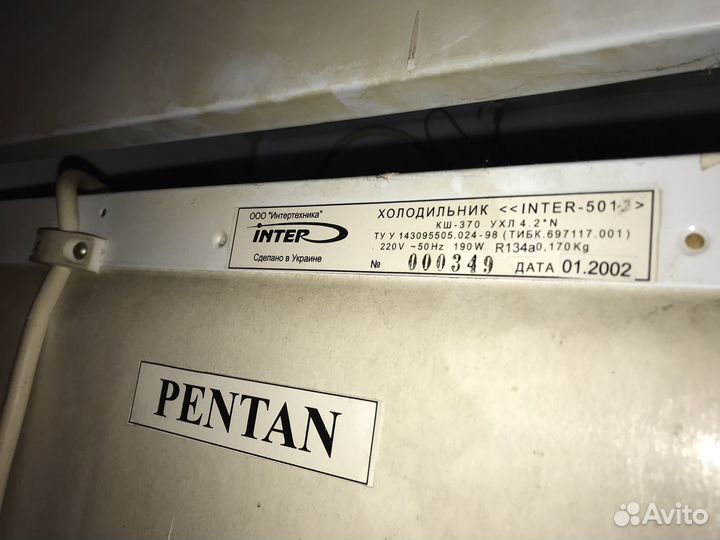 ООО "Интертехника"
INTER
Сделано в Украине
ХОЛОДИЛЬНИК <<INTER-501
КШ-370 УХЛ 4.2*N
ТУ У 143095505.024-98 (ТИБК.697117.001)
220V ~50Hz 190W R134a 0,170Kg
№ 000349 ДАТА 01.2002
PENTAN
Avito